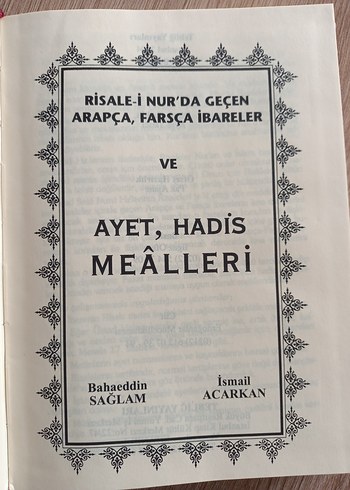 RİSALE-İ NUR'DA GEÇEN
ARAPÇA, FARSÇA İBARELER
VE
AYET, HADİS
MEÂLLERİ
Bahaeddin
SAĞLAM
İsmail
ACARKAN